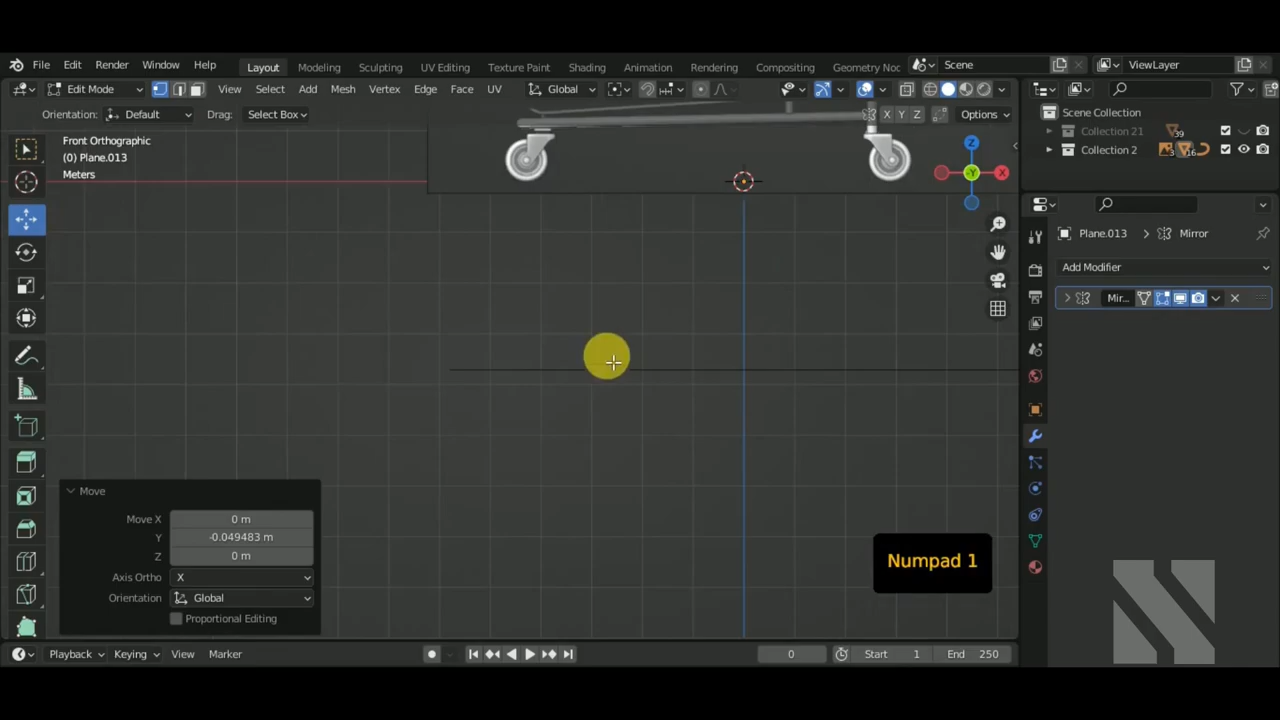 File Edit Render Window Help Layout Modeling Sculpting UV Editing Texture Paint Shading Animation Rendering Compositing Geometry Noc Scene ViewLayer
Edit Mode View Select Add Mesh Vertex Edge Face UV Global
Orientation: Default Drag: Select Box X Y Z Options
Front Orthographic
(0) Plane.013
Meters
Z
Y
X
Scene Collection
Collection 21 39
Collection 2 3 16
Plane.013 > Mirror
Add Modifier
Mir...
Move
Move X 0 m
Y -0.049483 m
Z 0 m
Axis Ortho X
Orientation Global
Proportional Editing
Numpad 1
Playback Keying View Marker 0 Start 1 End 250